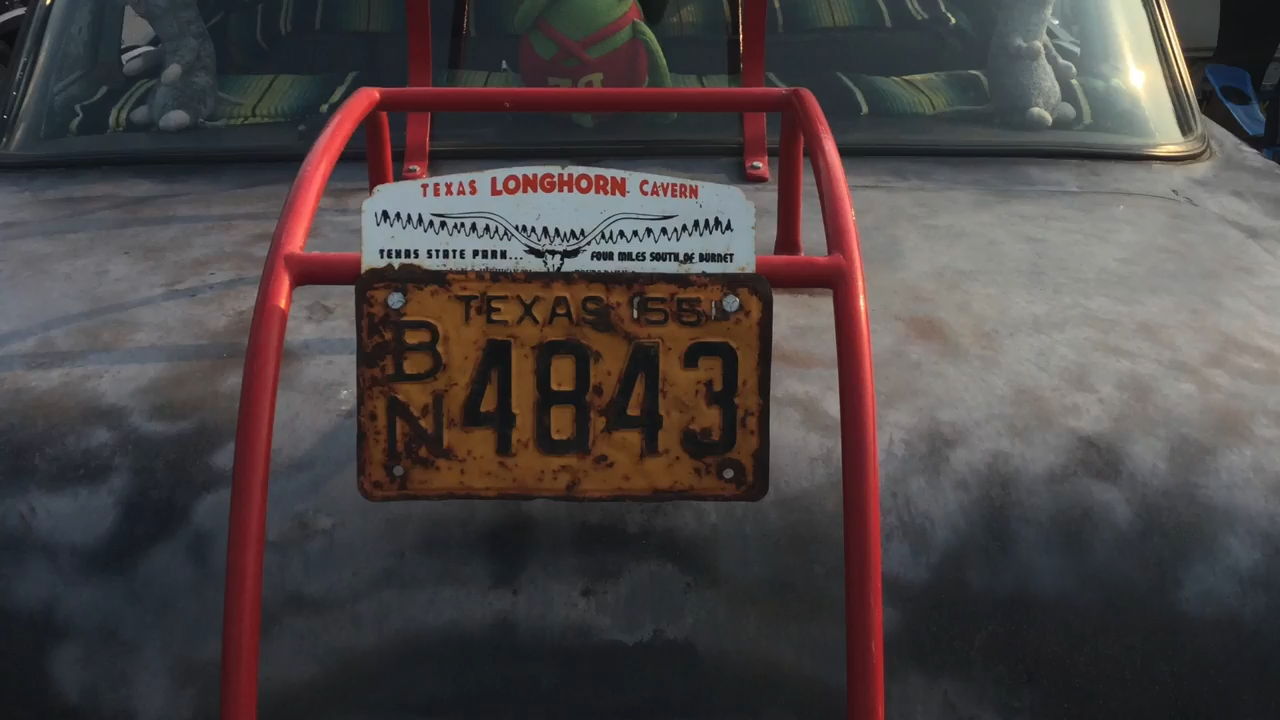 TEXAS LONGHORN CAVERN
TEXAS STATE PARK... FOUR MILES SOUTH OF BURNET
TEXAS 55
BN 4843